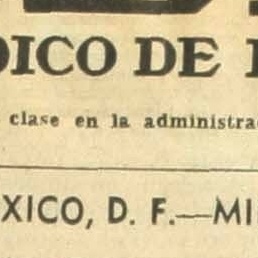 DICO DE
clase en la administra
XICO, D. F.—MI